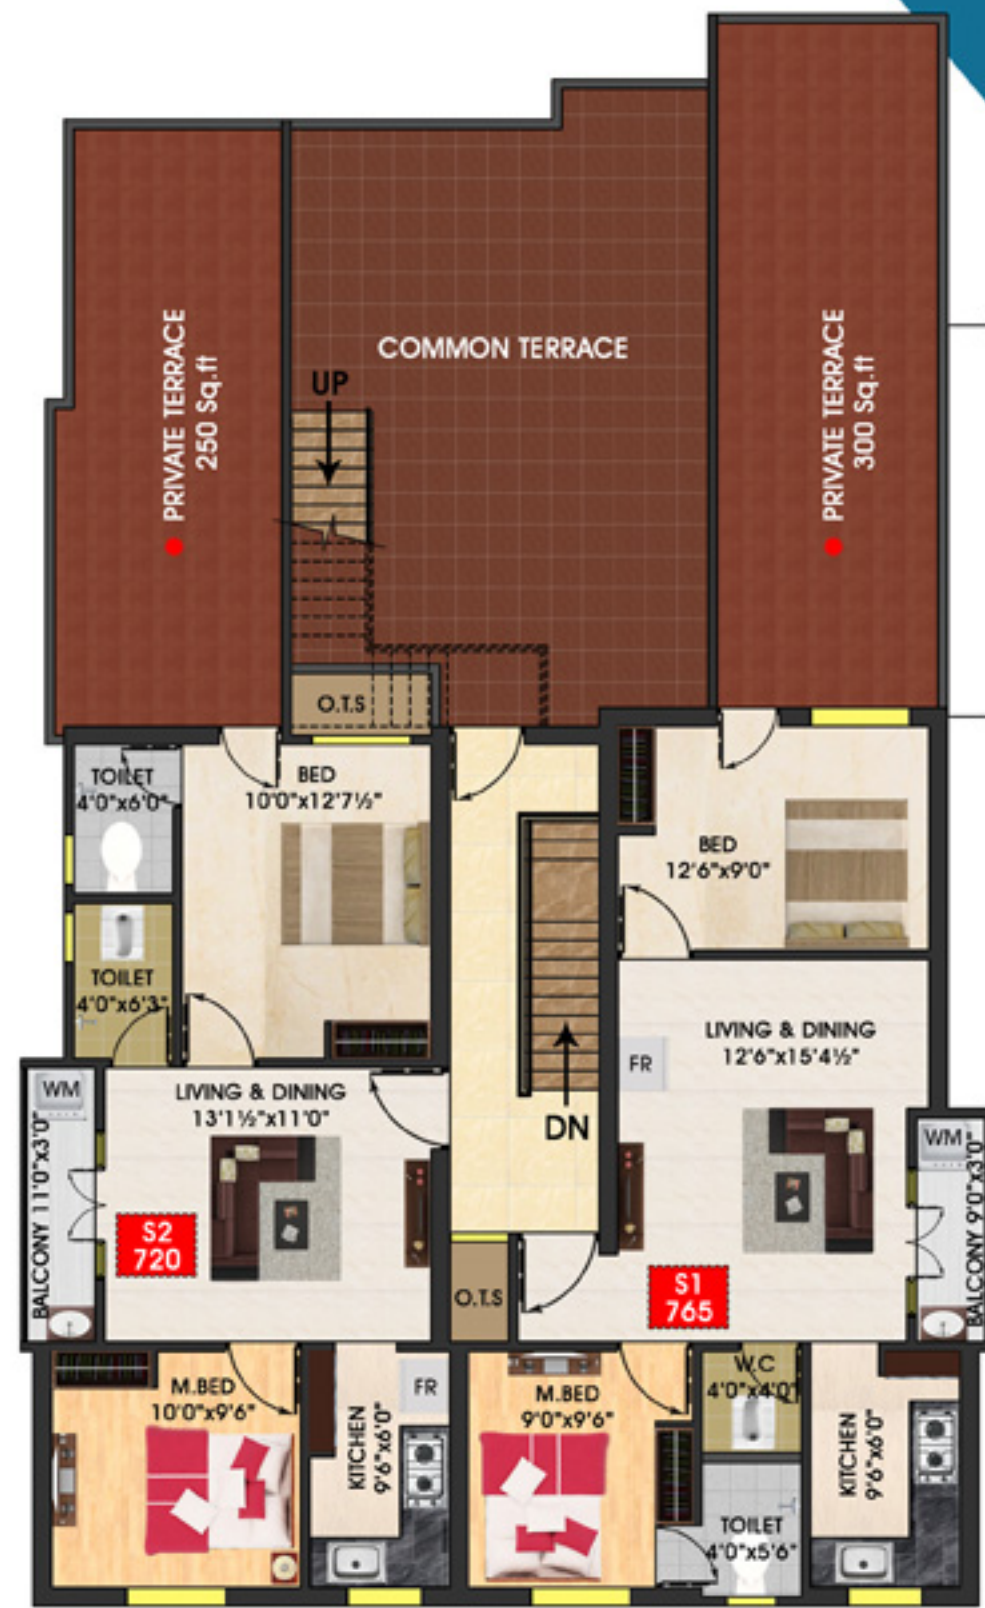 PRIVATE TERRACE
250 Sq.ft
COMMON TERRACE
UP
PRIVATE TERRACE
300 Sq.ft
O.T.S
TOILET
4'0"x6'0"
BED
10'0"x12'7½"
BED
12'6"x9'0"
TOILET
4'0"x6'3"
LIVING & DINING
12'6"x15'4½"
FR
WM
LIVING & DINING
13'1½"x11'0"
DN
BALCONY 11'0"x3'0"
WM
BALCONY 9'0"x3'0"
S2
720
S1
765
O.T.S
M.BED
10'0"x9'6"
FR
KITCHEN
9'6"x6'0"
M.BED
9'0"x9'6"
W.C
4'0"x4'0"
KITCHEN
9'6"x6'0"
TOILET
4'0"x5'6"